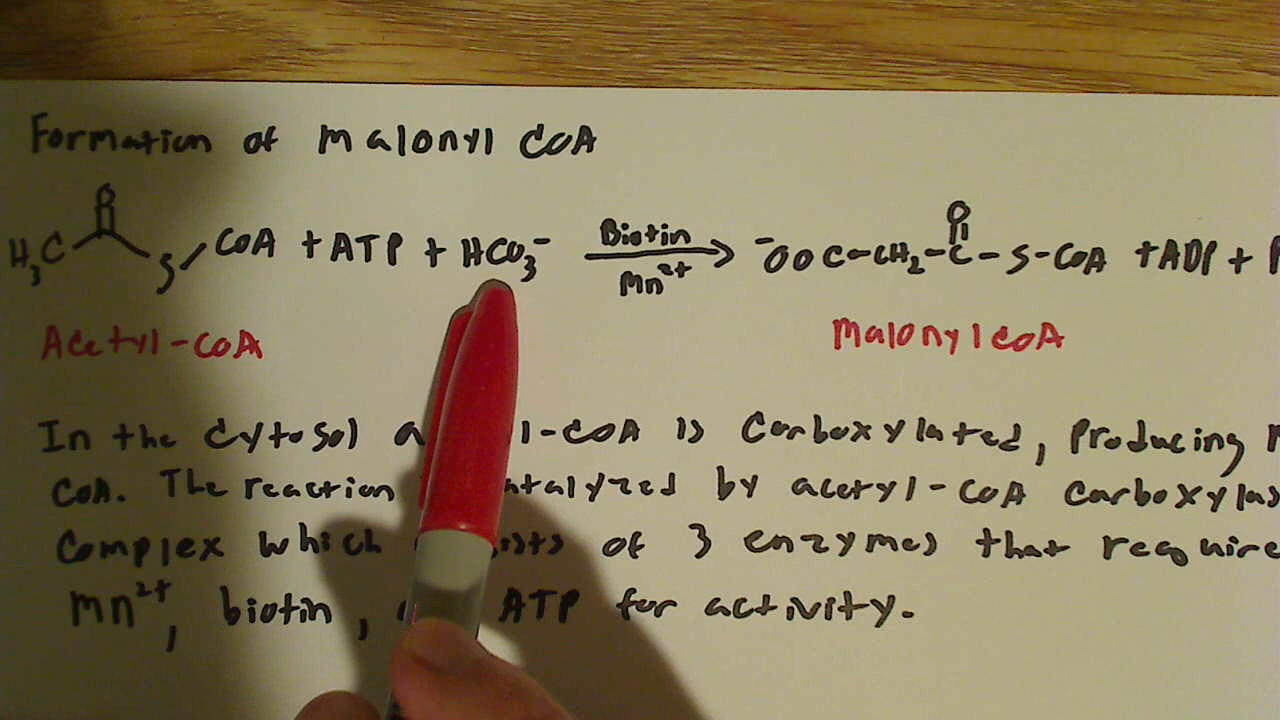 Formation of Malonyl CoA
O O
H3C S CoA + ATP + HCO3- Biotin Mn2+ -OOC-CH2-C-S-CoA + ADP + P
Acetyl-CoA Malonyl CoA
In the cytosol l-CoA is Carboxylated, Producing
CoA. The reaction by acetyl-CoA Carboxylas
Complex which of 3 enzymes that require
Mn2+, biotin, ATP for activity.